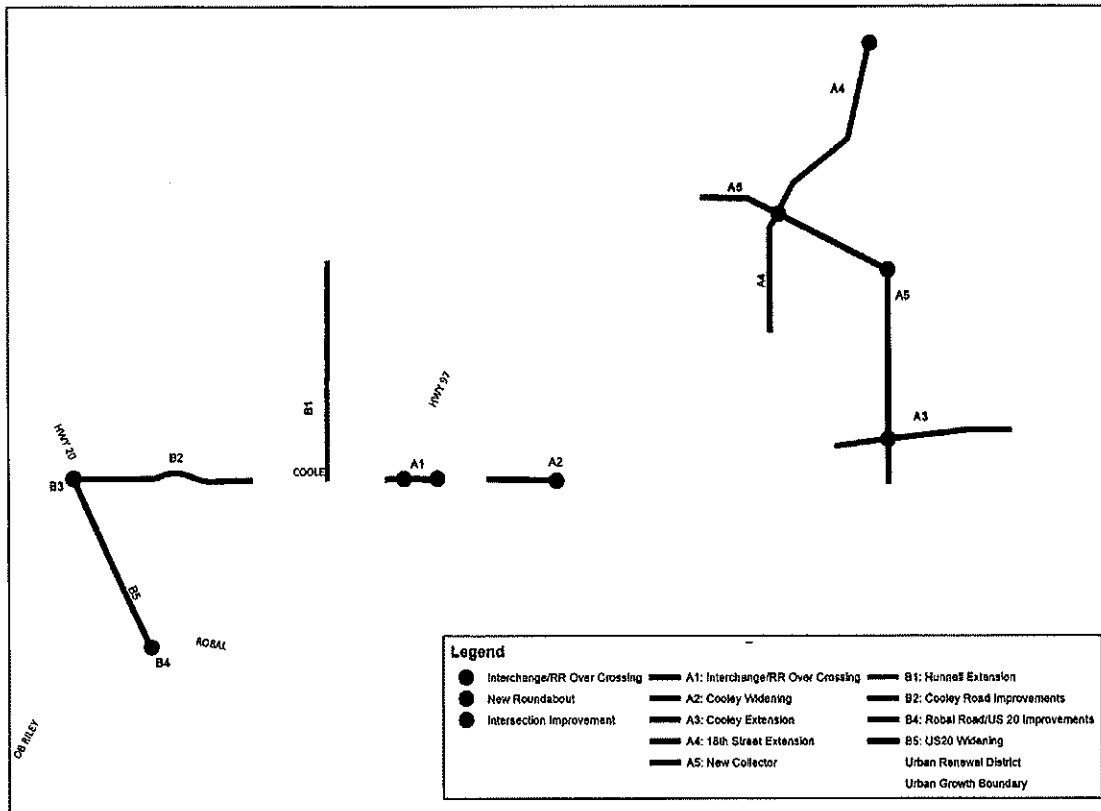 A4
A5
A4
A5
B1
HWY 97
A3
HWY 20
B2
COOLE
A1
A2
B3
B5
ROBAL
B4
OB RILEY
Legend
Interchange/RR Over Crossing
New Roundabout
Intersection Improvement
A1: Interchange/RR Over Crossing
A2: Cooley Widening
A3: Cooley Extension
A4: 18th Street Extension
A5: New Collector
B1: Hunnell Extension
B2: Cooley Road Improvements
B4: Robal Road/US 20 Improvements
B5: US20 Widening
Urban Renewal District
Urban Growth Boundary